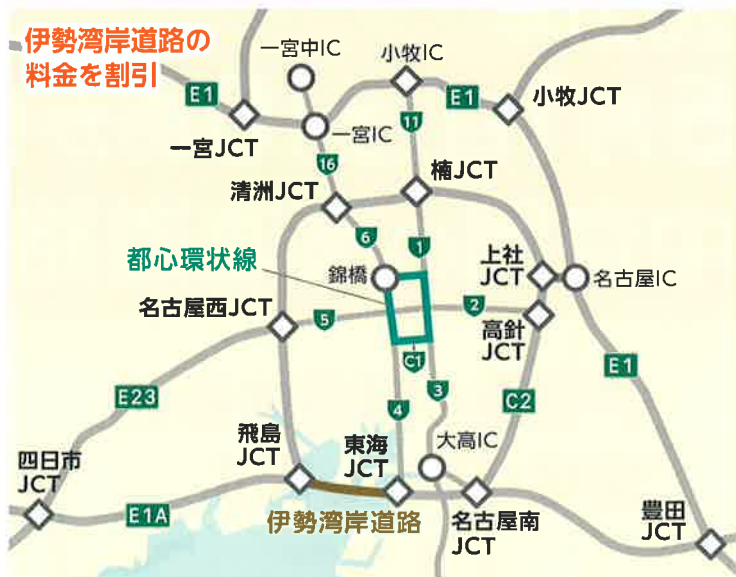 伊勢湾岸道路の
料金を割引
一宮中IC
小牧IC
E1
E1
小牧JCT
一宮JCT
一宮IC
11
16
楠JCT
清洲JCT
6
1
都心環状線
錦橋
上社
JCT
名古屋IC
名古屋西JCT
5
2
高針
JCT
C1
E1
E23
3
C2
4
飛島
JCT
東海
JCT
大高IC
四日市
JCT
E1A
伊勢湾岸道路
名古屋南
JCT
豊田
JCT